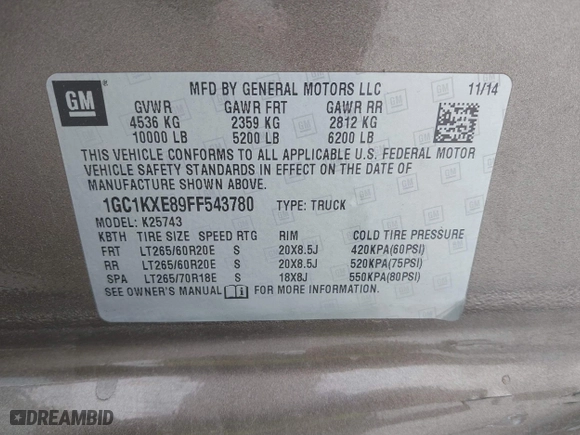 GM
MFD BY GENERAL MOTORS LLC 11/14
GVWR GAWR FRT GAWR RR
4536 KG 2359 KG 2812 KG
10000 LB 5200 LB 6200 LB
THIS VEHICLE CONFORMS TO ALL APPLICABLE U.S. FEDERAL MOTOR
VEHICLE SAFETY STANDARDS IN EFFECT ON THE DATE OF
MANUFACTURE SHOWN ABOVE.
1GC1KXE89FF543780 TYPE: TRUCK
MODEL: K25743
KBTH TIRE SIZE SPEED RTG RIM COLD TIRE PRESSURE
FRT LT265/60R20E S 20X8.5J 420KPA(60PSI)
RR LT265/60R20E S 20X8.5J 520KPA(75PSI)
SPA LT265/70R18E S 18X8J 550KPA(80PSI)
SEE OWNER'S MANUAL FOR MORE INFORMATION
DREAMBID